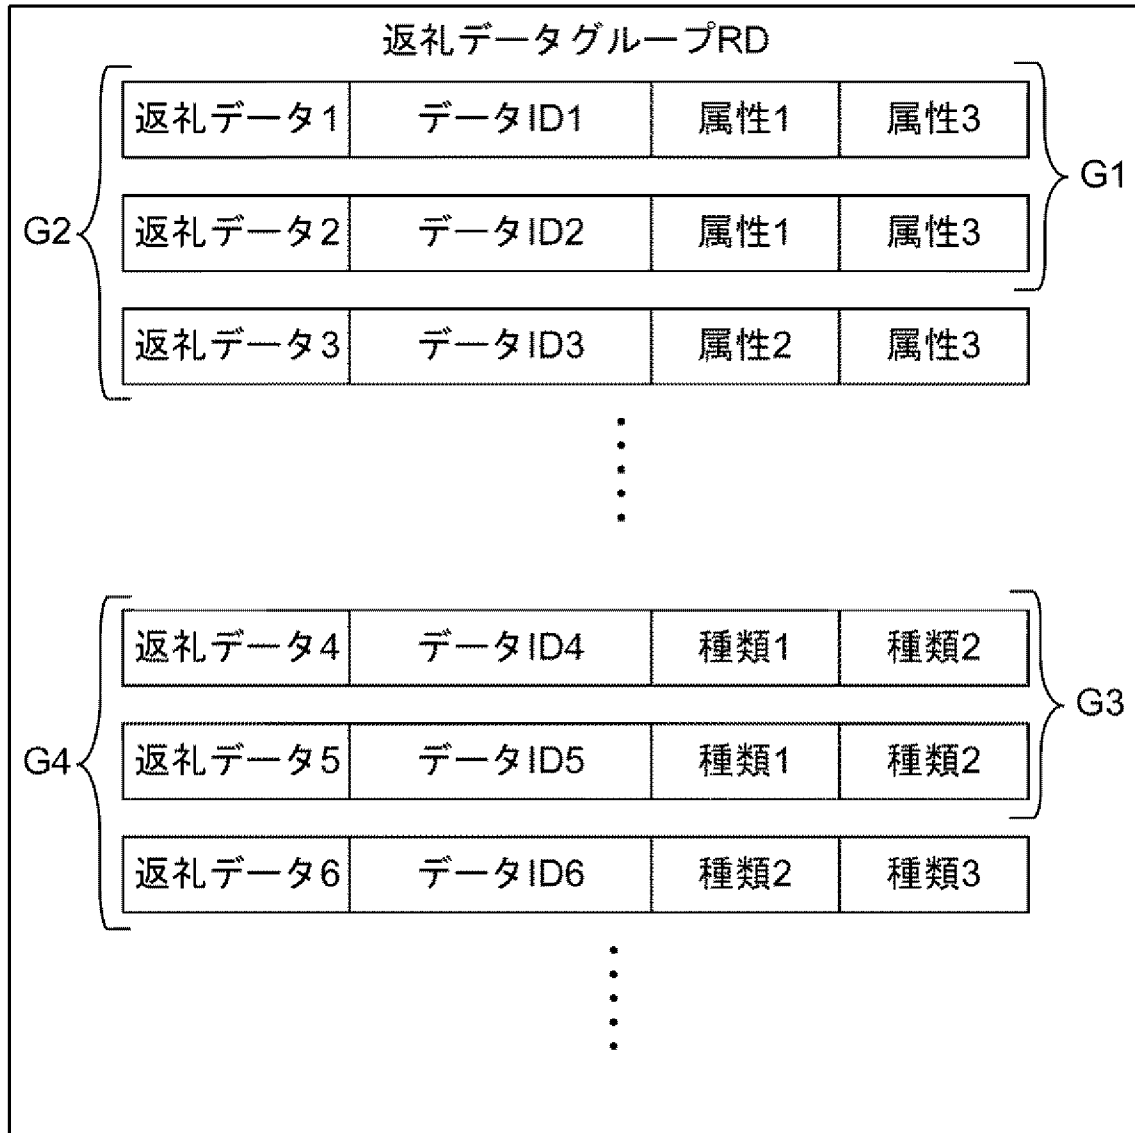 返礼データグループRD
返礼データ1 データID1 属性1 属性3
G1
G2
返礼データ2 データID2 属性1 属性3
返礼データ3 データID3 属性2 属性3
返礼データ4 データID4 種類1 種類2
G3
返礼データ5 データID5 種類1 種類2
G4
返礼データ6 データID6 種類2 種類3